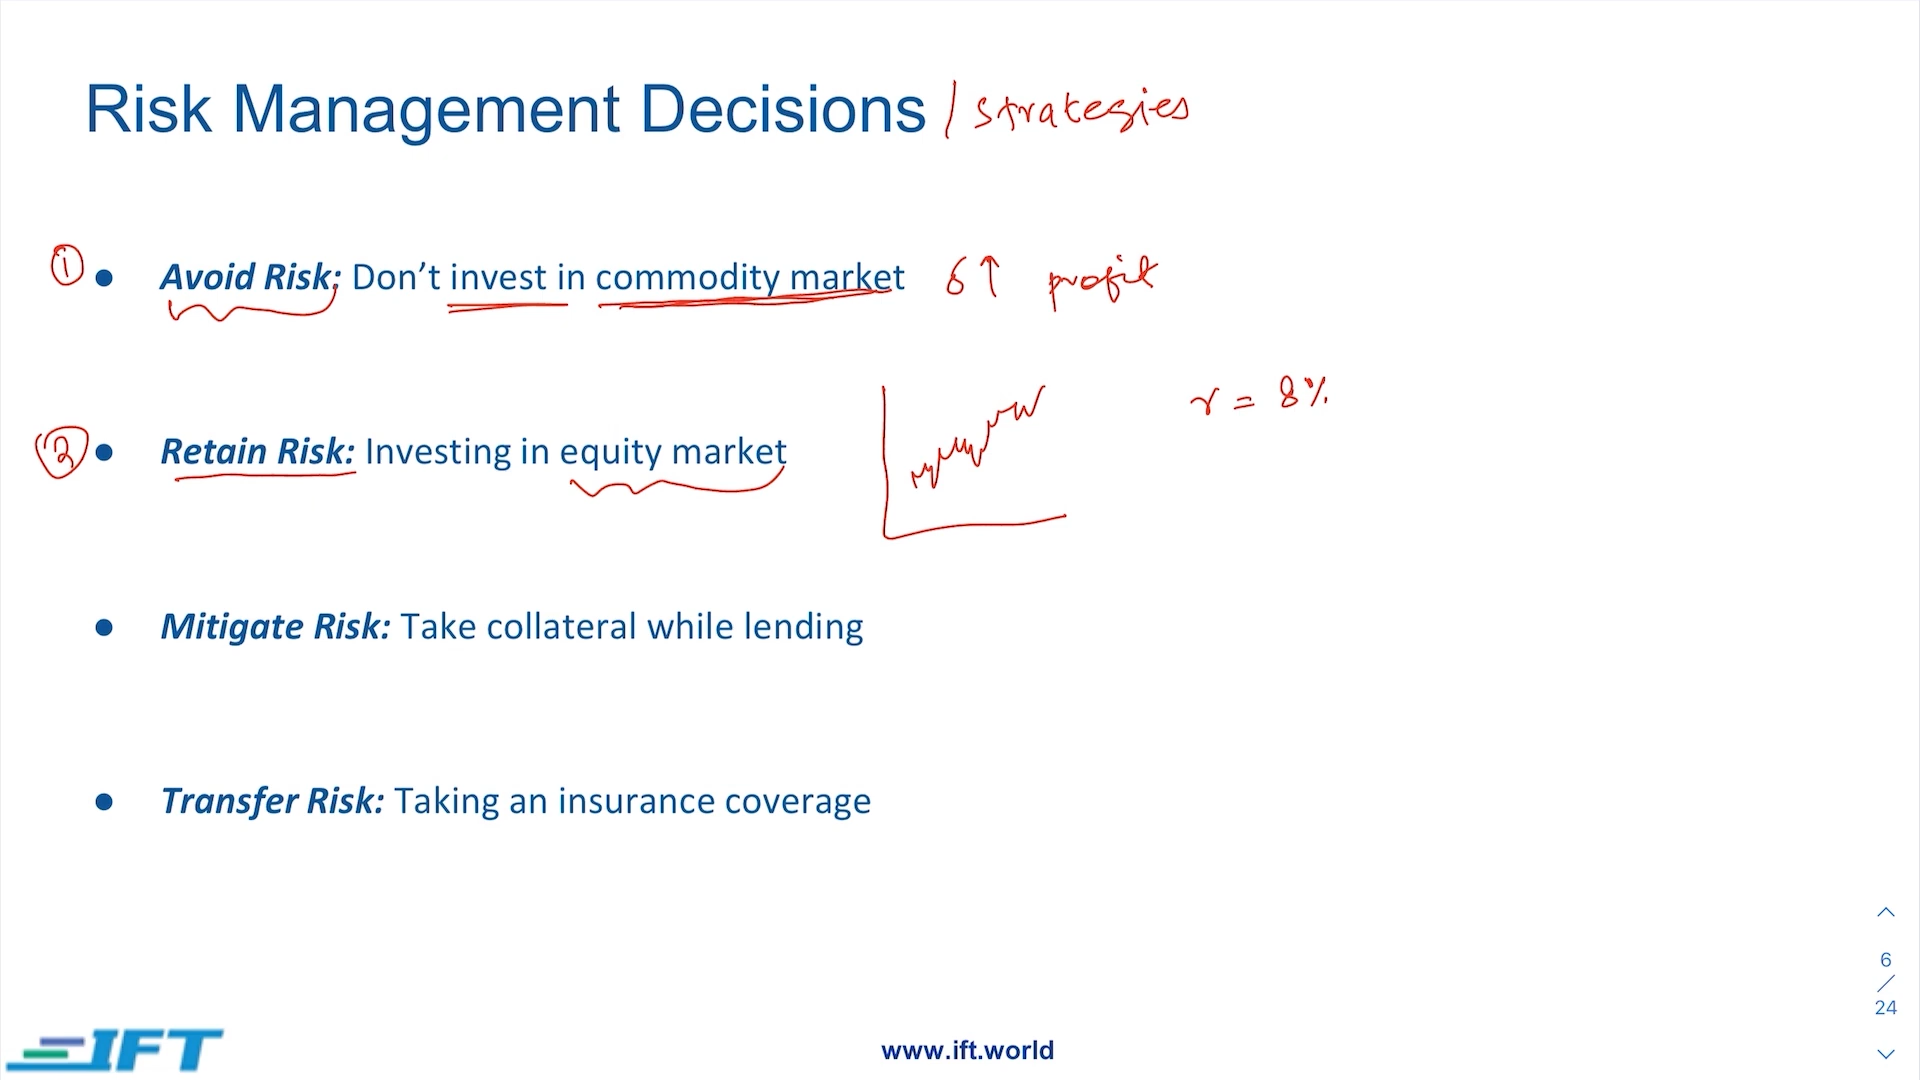 Risk Management Decisions / strategies
① ● Avoid Risk: Don’t invest in commodity market 6↑ profit
r = 8%
② ● Retain Risk: Investing in equity market
● Mitigate Risk: Take collateral while lending
● Transfer Risk: Taking an insurance coverage
6
/
24
IFT
www.ift.world